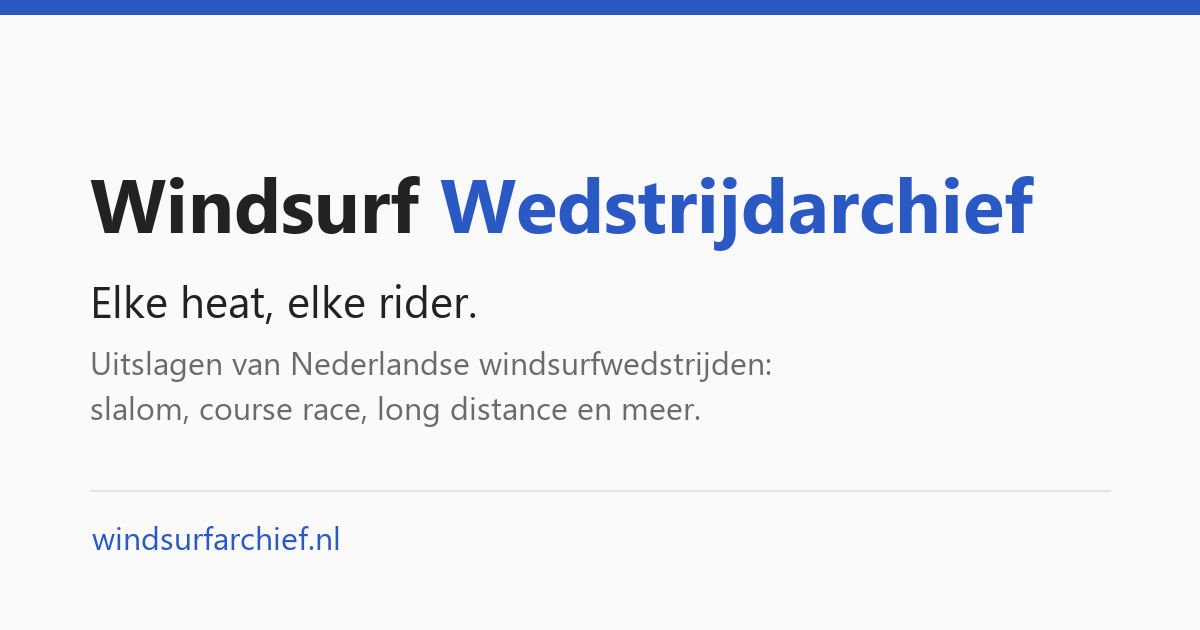 Windsurf Wedstrijdarchief
Elke heat, elke rider.
Uitslagen van Nederlandse windsurfwedstrijden:
slalom, course race, long distance en meer.
windsurfarchief.nl